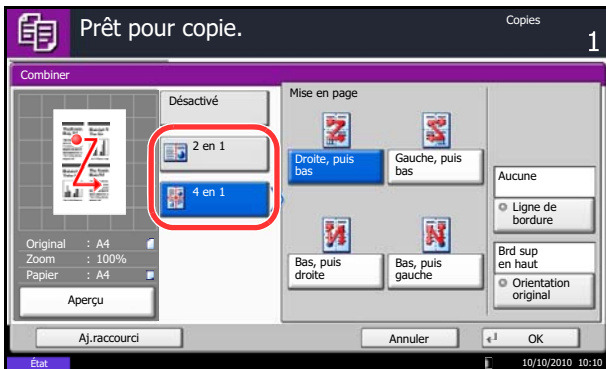 Prêt pour copie.
Copies
1
Combiner
Désactivé
2 en 1
4 en 1
Mise en page
Droite, puis
bas
Gauche, puis
bas
Bas, puis
droite
Bas, puis
gauche
Aucune
Ligne de
bordure
Brd sup
en haut
Orientation
original
Original : A4
Zoom : 100%
Papier : A4
Aperçu
Aj.raccourci
Annuler
OK
État
10/10/2010 10:10